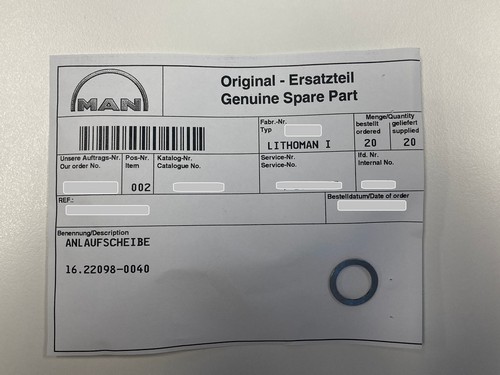 MAN
Original - Ersatzteil
Genuine Spare Part
Fabr.-Nr.
Typ
LITHOMAN I
Menge/Quantity
bestellt geliefert
ordered supplied
20 20
Unsere Auftrags-Nr.
Our order No.
Pos-Nr.
Item
002
Katalog-Nr.
Catalogue No.
Service-Nr.
Service-No.
lfd. Nr.
Internal No.
REF.:
Bestelldatum/Date of order
Benennung/Description
ANLAUFSCHEIBE
16.22098-0040